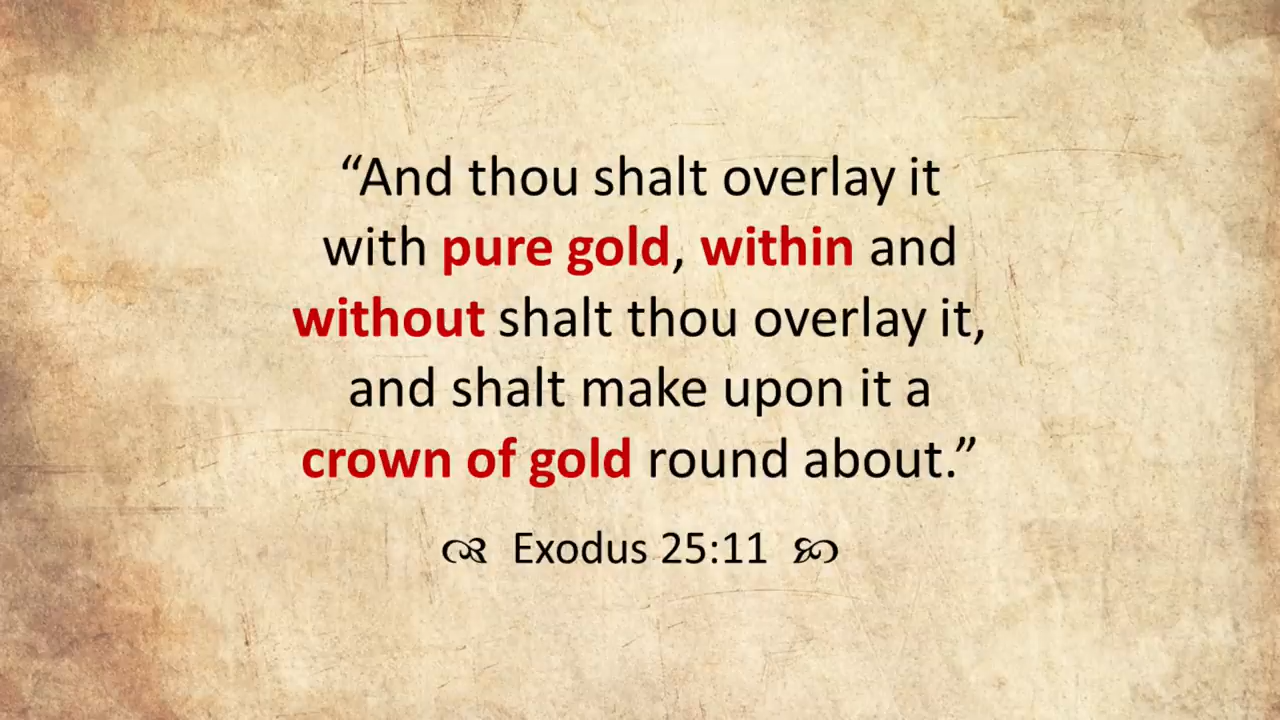 “And thou shalt overlay it
with pure gold, within and
without shalt thou overlay it,
and shalt make upon it a
crown of gold round about.”
Exodus 25:11